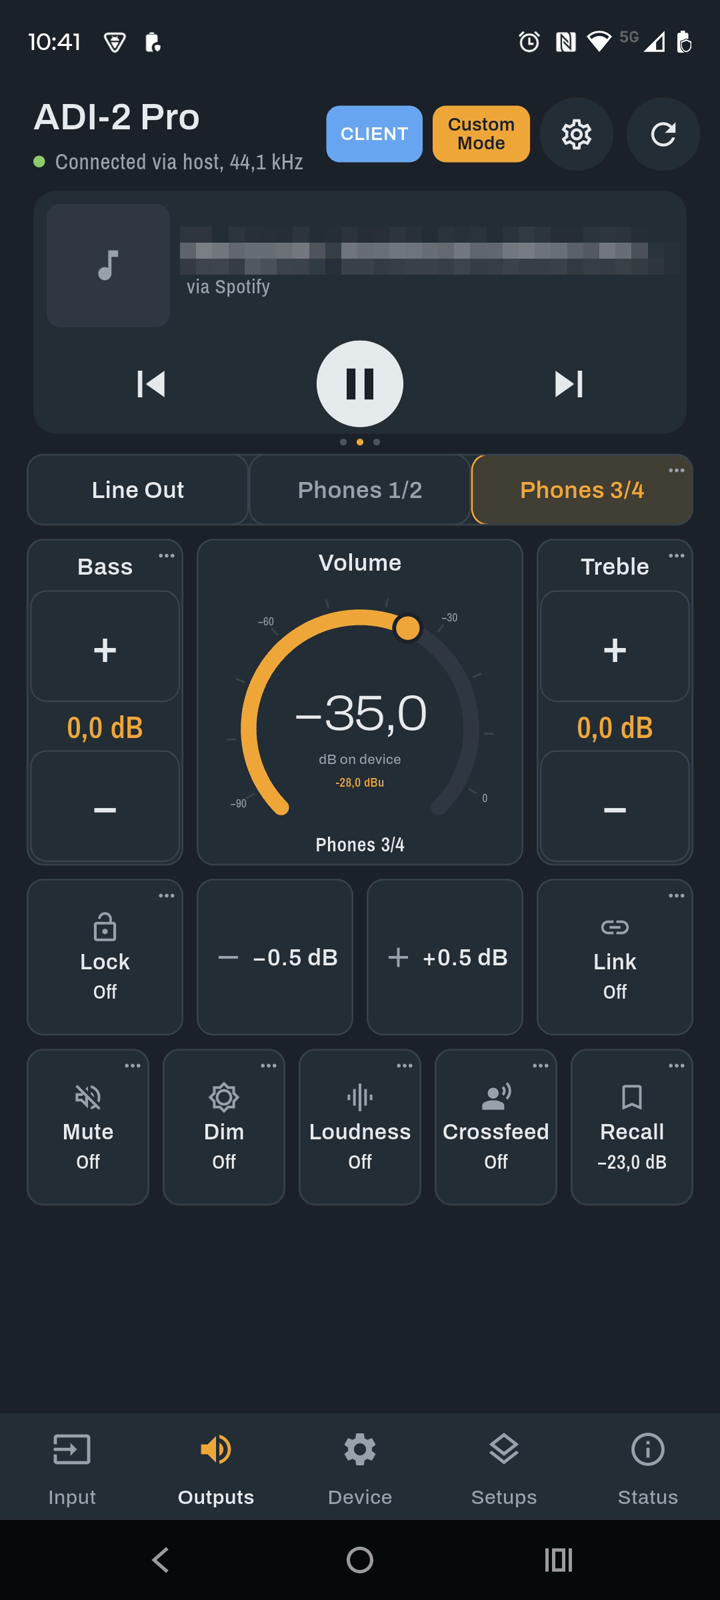 10:41
5G
ADI-2 Pro
Connected via host, 44,1 kHz
CLIENT
Custom
Mode
via Spotify
Line Out
Phones 1/2
Phones 3/4
Bass
+
0,0 dB
−
Volume
−60
−30
−35,0
dB on device
-28,0 dBu
−90
0
Phones 3/4
Treble
+
0,0 dB
−
Lock
Off
− −0.5 dB
+ +0.5 dB
Link
Off
Mute
Off
Dim
Off
Loudness
Off
Crossfeed
Off
Recall
−23,0 dB
Input
Outputs
Device
Setups
Status